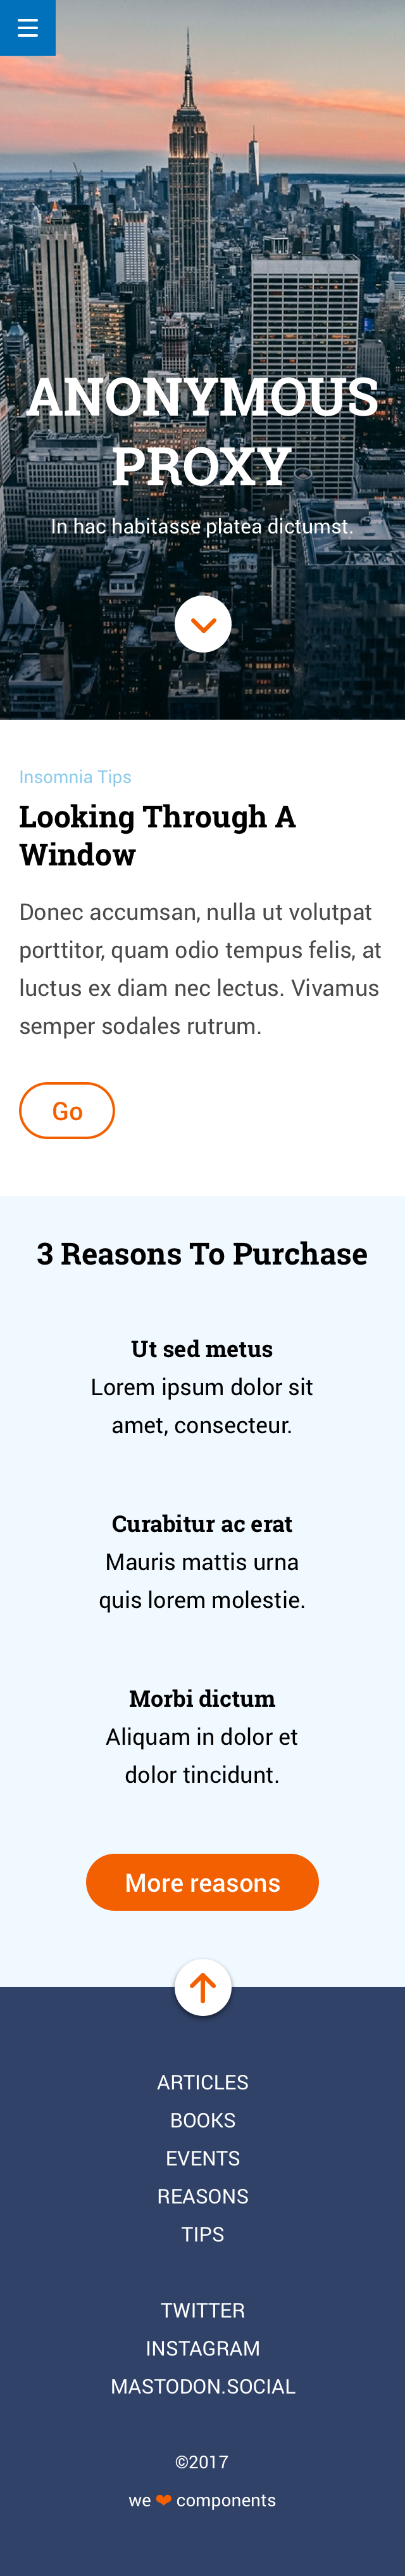 ANONYMOUS
PROXY
In hac habitasse platea dictumst.
Insomnia Tips
Looking Through A
Window
Donec accumsan, nulla ut volutpat
porttitor, quam odio tempus felis, at
luctus ex diam nec lectus. Vivamus
semper sodales rutrum.
Go
3 Reasons To Purchase
Ut sed metus
Lorem ipsum dolor sit
amet, consecteur.
Curabitur ac erat
Mauris mattis urna
quis lorem molestie.
Morbi dictum
Aliquam in dolor et
dolor tincidunt.
More reasons
ARTICLES
BOOKS
EVENTS
REASONS
TIPS
TWITTER
INSTAGRAM
MASTODON.SOCIAL
©2017
we ❤ components